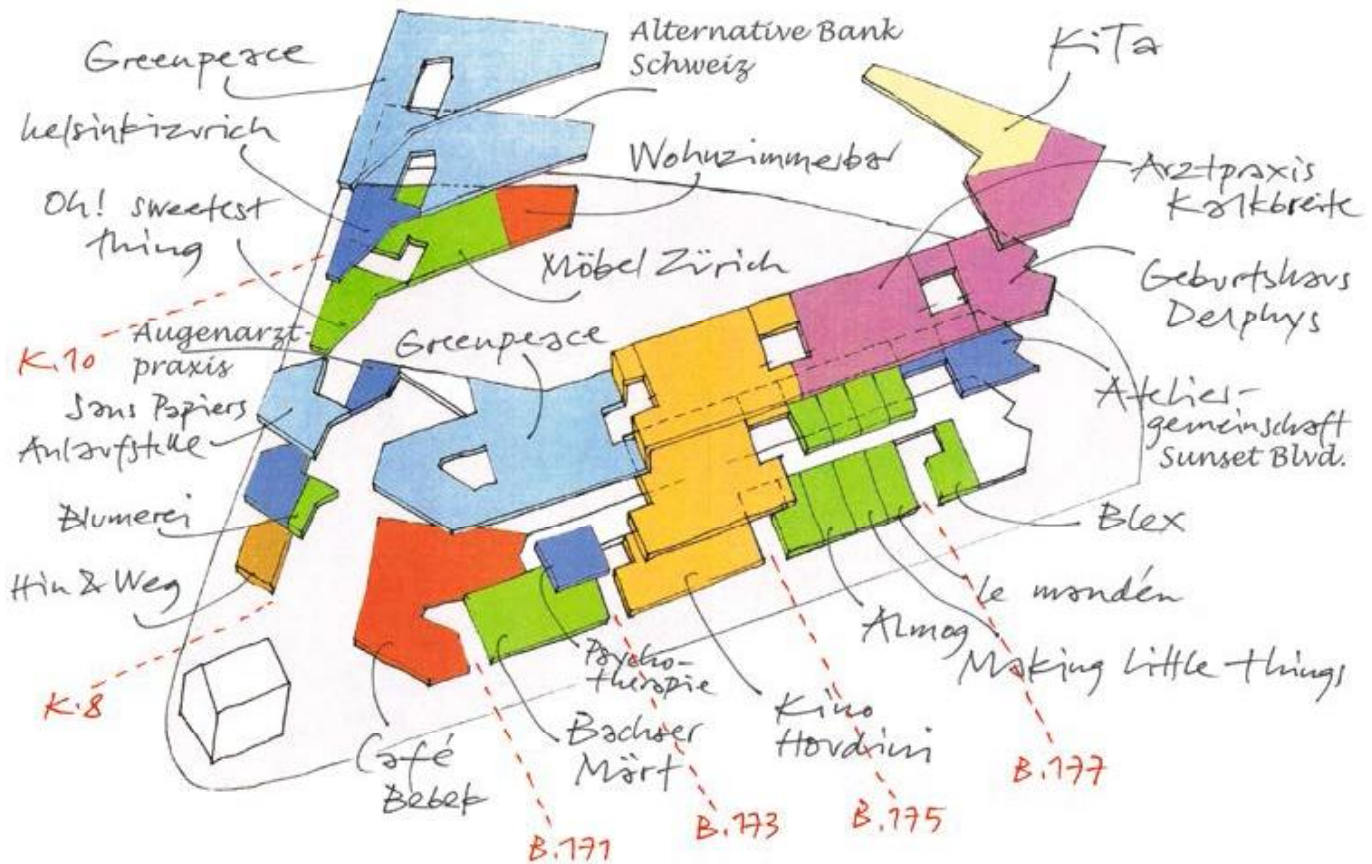 Greenpeace
Alternative Bank
Schweiz
KiTa
helsinkizürich
Wohnzimmerbar
Arztpraxis
Kalkbreite
Oh! sweetest
thing
Möbel Zürich
Geburtshaus
Delphys
K.10
Augenarzt-
praxis
Greenpeace
Sans Papiers
Anlaufstelle
Atelier-
gemeinschaft
Sunset Blvd.
Blumerei
Blex
Hin & Weg
le mandén
Almog
Making little things
Psycho-
therapie
K.8
Kino
Houdini
Bachser
Märt
Café
Bebek
B.177
B.175
B.173
B.171